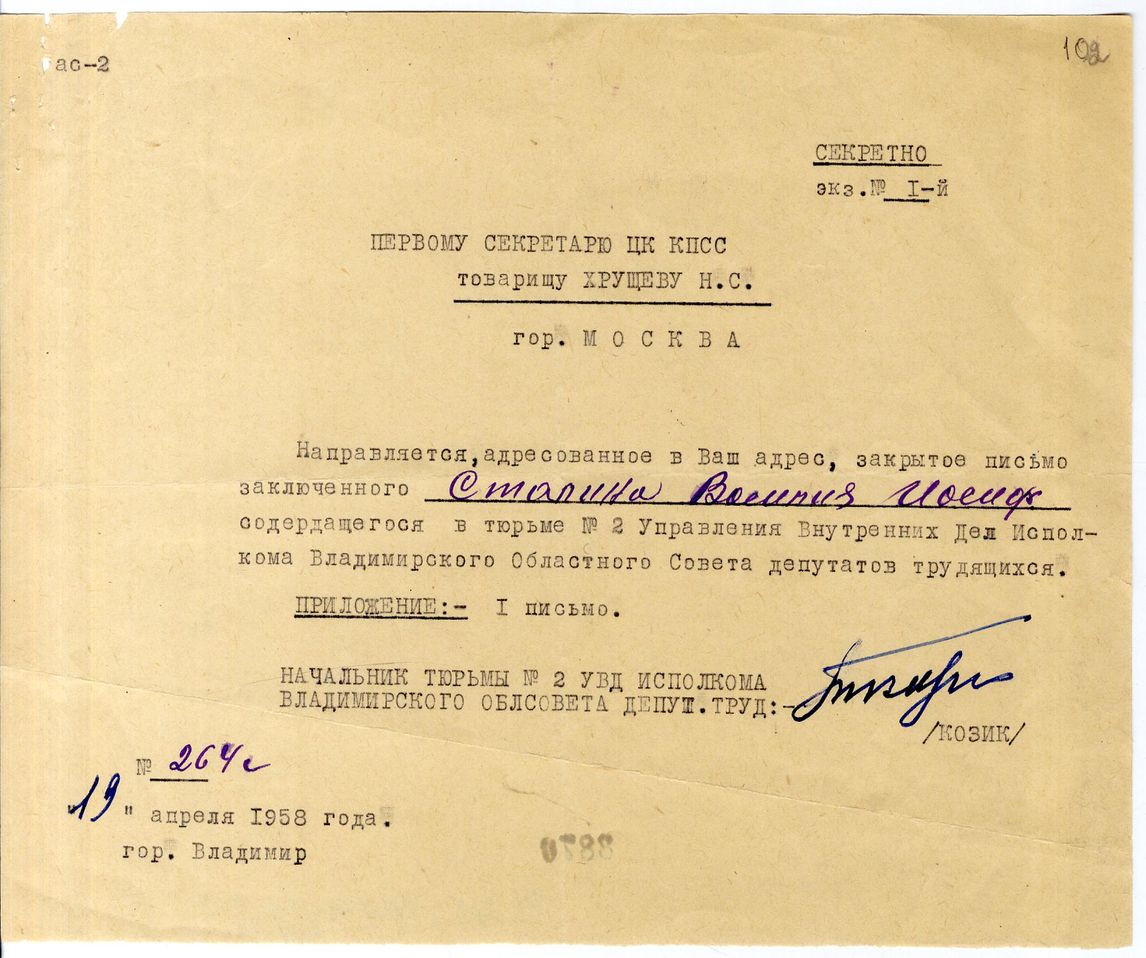 ас-2
102
СЕКРЕТНО
экз.№ I-й
ПЕРВОМУ СЕКРЕТАРЮ ЦК КПСС
товарищу ХРУЩЕВУ Н.С.
гор. М О С К В А
Направляется,адресованное в Ваш адрес, закрытое письмо
заключенного Сталина Василия Иосиф
содердащегося в тюрьме № 2 Управления Внутренних Дел Испол-
кома Владимирского Областного Совета депутатов трудящихся.
ПРИЛОЖЕНИЕ:- I письмо.
НАЧАЛЬНИК ТЮРЬМЫ № 2 УВД ИСПОЛКОМА
ВЛАДИМИРСКОГО ОБЛСОВЕТА ДЕПУТ.ТРУД:-
/КОЗИК/
№ 264с
"19" апреля 1958 года.
гор. Владимир